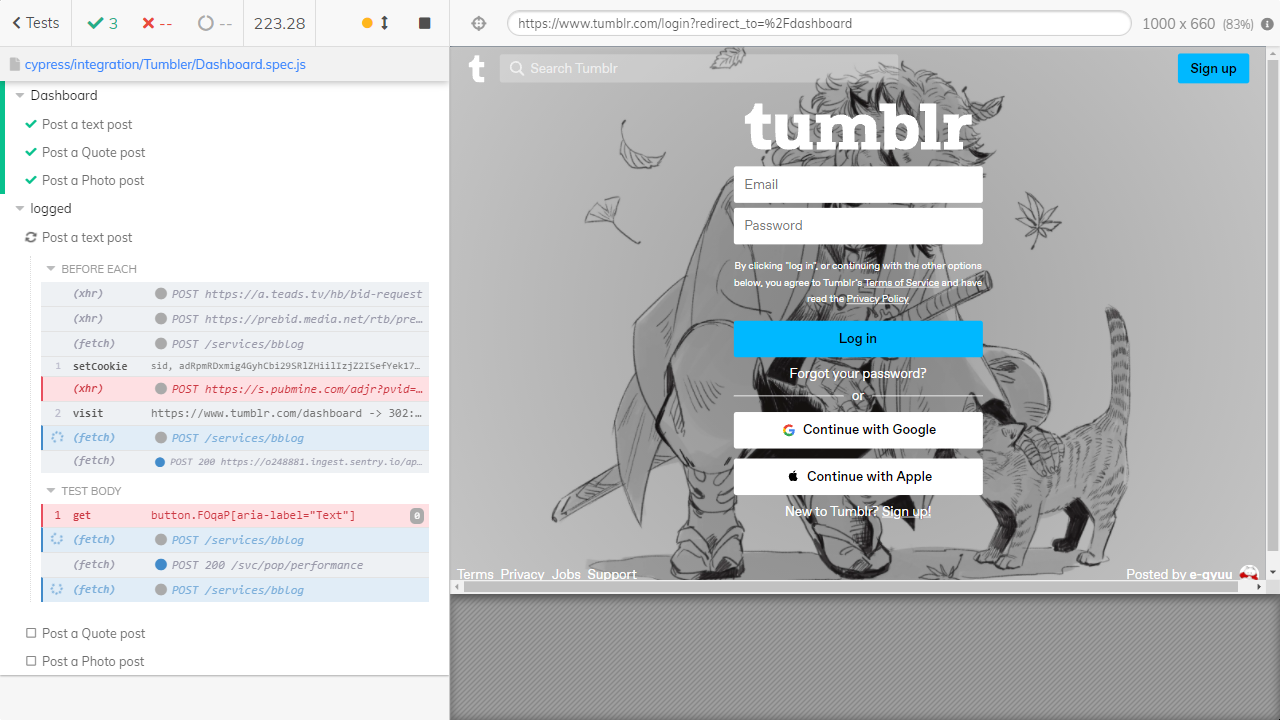 Tests 3 -- -- 223.28
https://www.tumblr.com/login?redirect_to=%2Fdashboard 1000 x 660 (83%)
cypress/integration/Tumbler/Dashboard.spec.js
Dashboard
Post a text post
Post a Quote post
Post a Photo post
logged
Post a text post
BEFORE EACH
(xhr) POST https://a.teads.tv/hb/bid-request
(xhr) POST https://prebid.media.net/rtb/pre...
(fetch) POST /services/bblog
1 setCookie sid, adRpmRDxmig4GyhCbi29SRlZHiilIzjZ2ISefYek17...
(xhr) POST https://s.pubmine.com/adjr?pvid=...
2 visit https://www.tumblr.com/dashboard -> 302:...
(fetch) POST /services/bblog
(fetch) POST 200 https://o248881.ingest.sentry.io/ap...
TEST BODY
1 get button.FOqaP[aria-label="Text"] 0
(fetch) POST /services/bblog
(fetch) POST 200 /svc/pop/performance
(fetch) POST /services/bblog
Post a Quote post
Post a Photo post
t Search Tumblr Sign up
tumblr
Email
Password
By clicking "log in", or continuing with the other options
below, you agree to Tumblr's Terms of Service and have
read the Privacy Policy
Log in
Forgot your password?
or
Continue with Google
Continue with Apple
New to Tumblr? Sign up!
Terms Privacy Jobs Support
Posted by e-gyuu